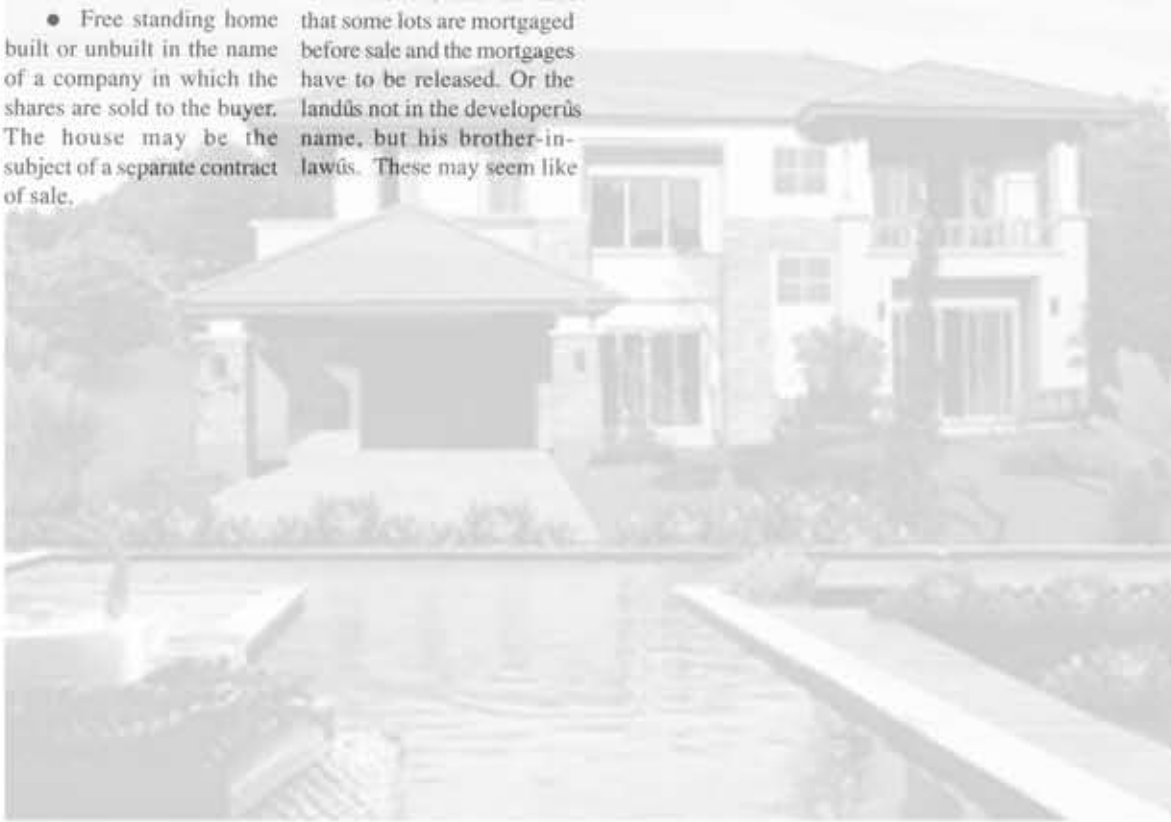 ● Free standing home
built or unbuilt in the name
of a company in which the
shares are sold to the buyer.
The house may be the
subject of a separate contract
of sale.
that some lots are mortgaged
before sale and the mortgages
have to be released. Or the
landûs not in the developerûs
name, but his brother-in-
lawûs. These may seem like